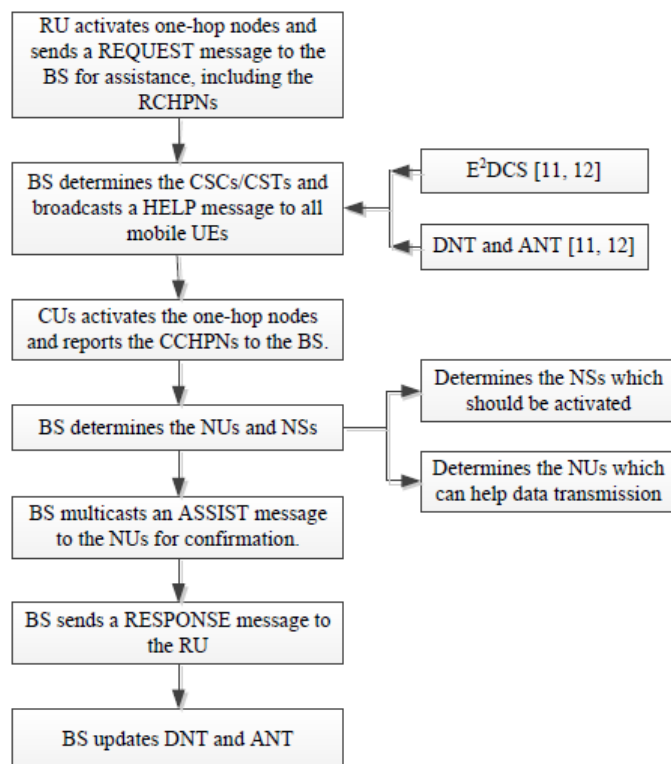 RU activates one-hop nodes and
sends a REQUEST message to the
BS for assistance, including the
RCHPNs
BS determines the CSCs/CSTs and
broadcasts a HELP message to all
mobile UEs
E²DCS [11, 12]
DNT and ANT [11, 12]
CUs activates the one-hop nodes
and reports the CCHPNs to the BS.
BS determines the NUs and NSs
Determines the NSs which
should be activated
Determines the NUs which
can help data transmission
BS multicasts an ASSIST message
to the NUs for confirmation.
BS sends a RESPONSE message to
the RU
BS updates DNT and ANT